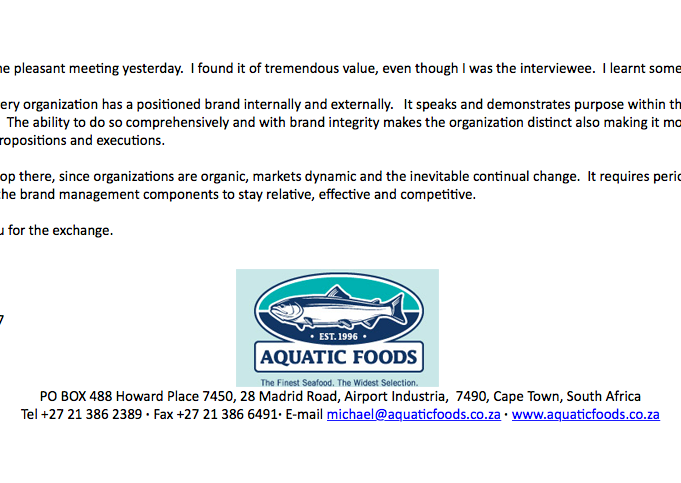 ne pleasant meeting yesterday. I found it of tremendous value, even though I was the interviewee. I learnt some
ery organization has a positioned brand internally and externally. It speaks and demonstrates purpose within th
The ability to do so comprehensively and with brand integrity makes the organization distinct also making it mo
ropositions and executions.
op there, since organizations are organic, markets dynamic and the inevitable continual change. It requires peri
the brand management components to stay relative, effective and competitive.
u for the exchange.
7
• EST. 1996 •
AQUATIC FOODS
The Finest Seafood. The Widest Selection.
PO BOX 488 Howard Place 7450, 28 Madrid Road, Airport Industria, 7490, Cape Town, South Africa
Tel +27 21 386 2389 · Fax +27 21 386 6491· E-mail michael@aquaticfoods.co.za · www.aquaticfoods.co.za